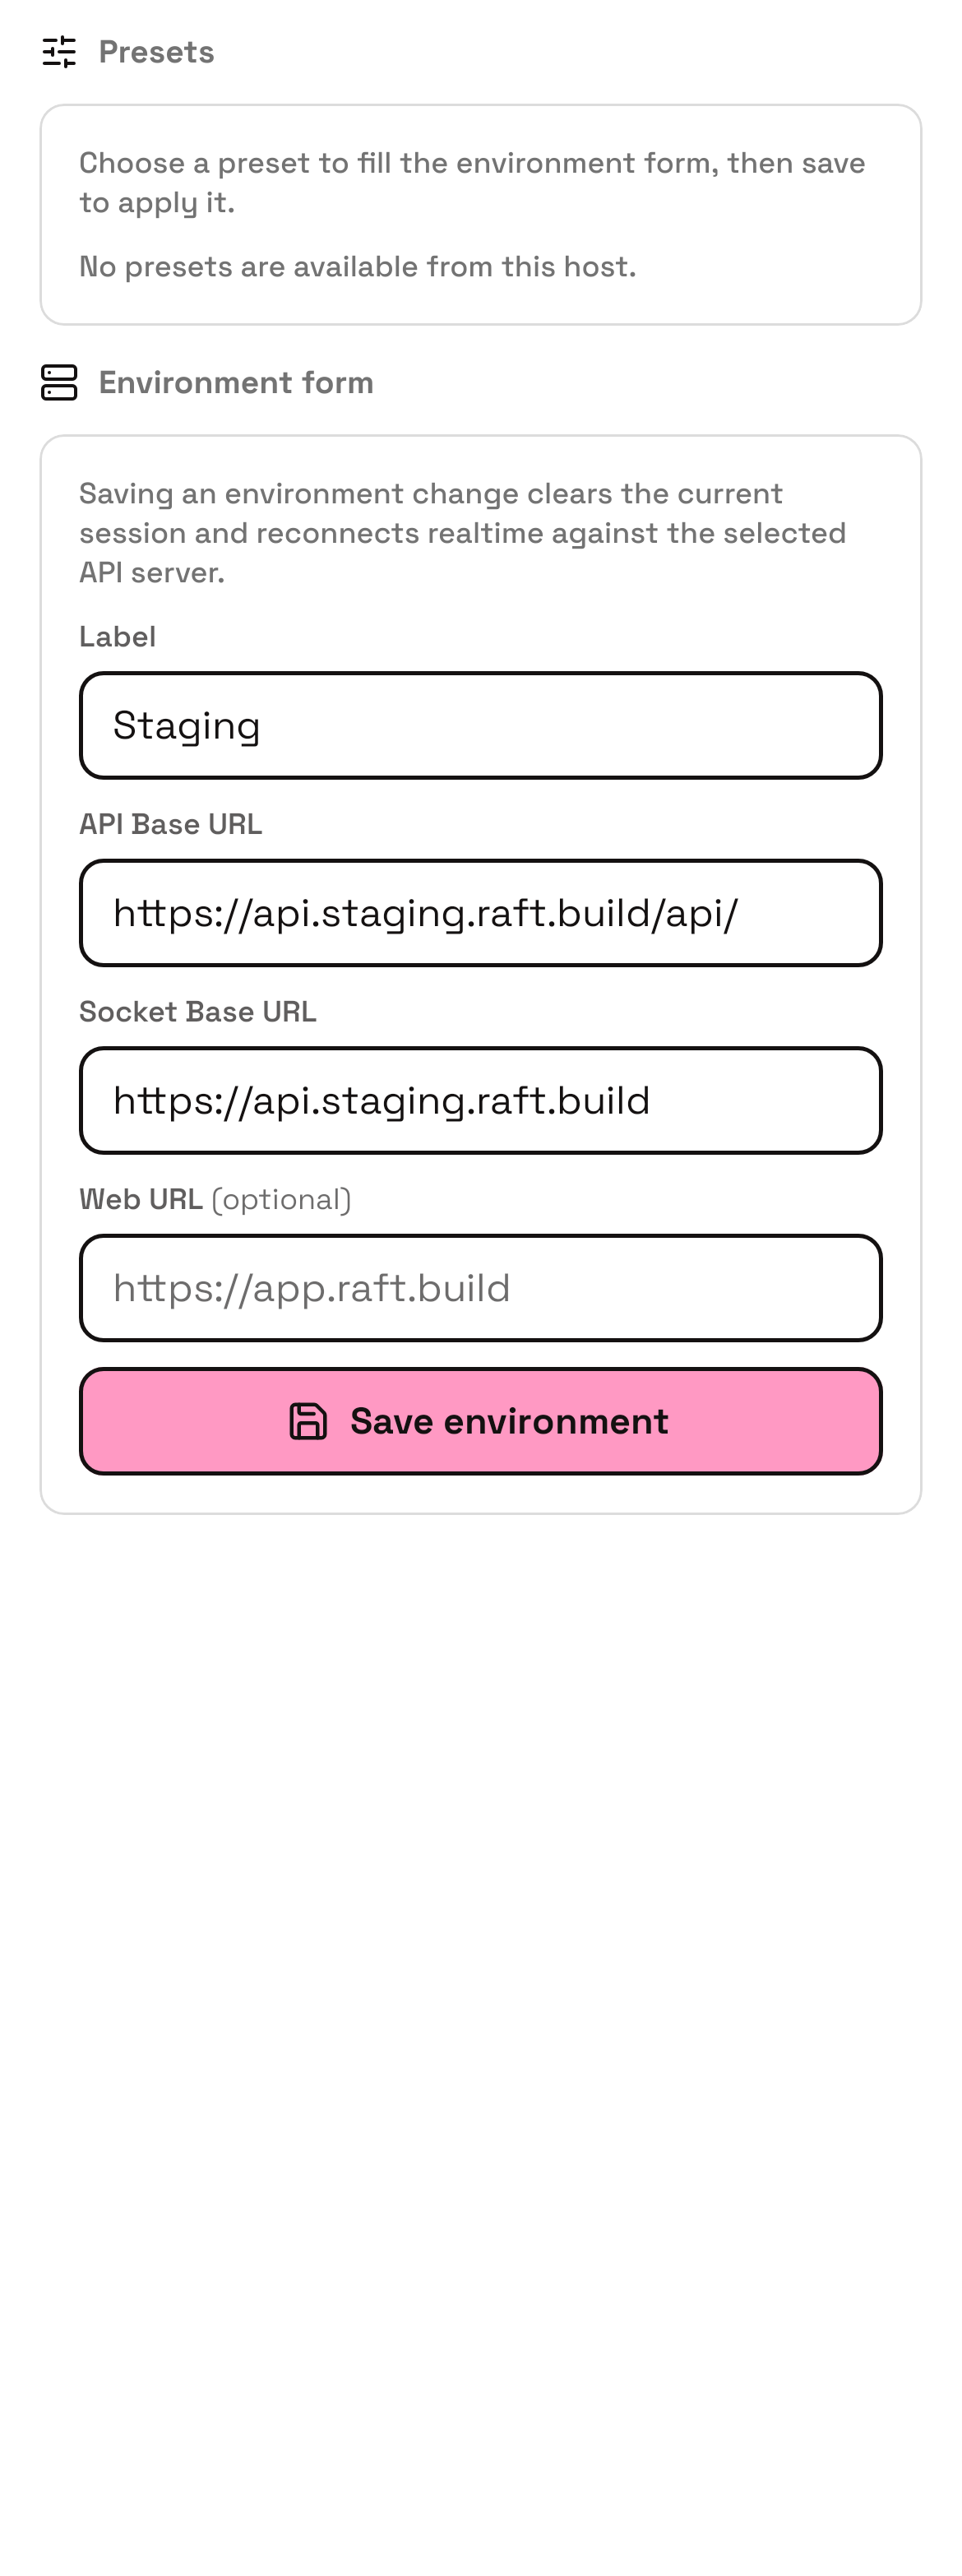 Presets
Choose a preset to fill the environment form, then save
to apply it.
No presets are available from this host.
Environment form
Saving an environment change clears the current
session and reconnects realtime against the selected
API server.
Label
Staging
API Base URL
https://api.staging.raft.build/api/
Socket Base URL
https://api.staging.raft.build
Web URL (optional)
https://app.raft.build
Save environment